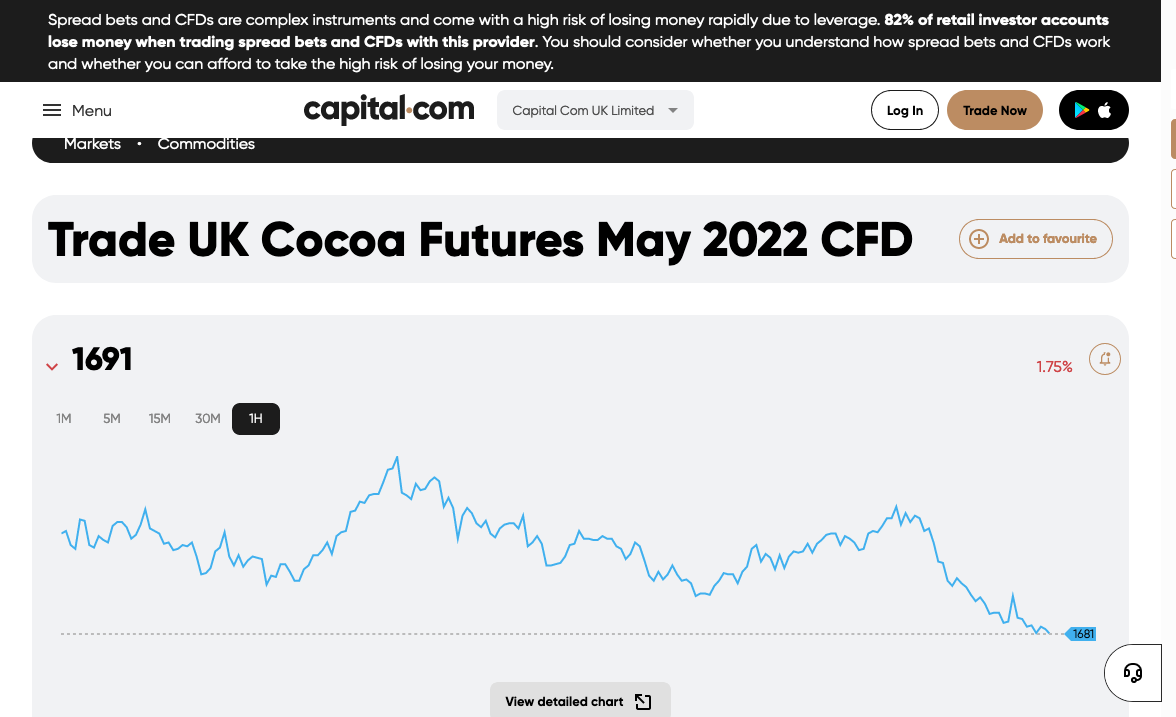 Spread bets and CFDs are complex instruments and come with a high risk of losing money rapidly due to leverage. 82% of retail investor accounts
lose money when trading spread bets and CFDs with this provider. You should consider whether you understand how spread bets and CFDs work
and whether you can afford to take the high risk of losing your money.
Menu
capital.com
Capital Com UK Limited
Log In
Trade Now
Markets • Commodities
Trade UK Cocoa Futures May 2022 CFD
Add to favourite
1691
1.75%
1M 5M 15M 30M 1H
1681
View detailed chart